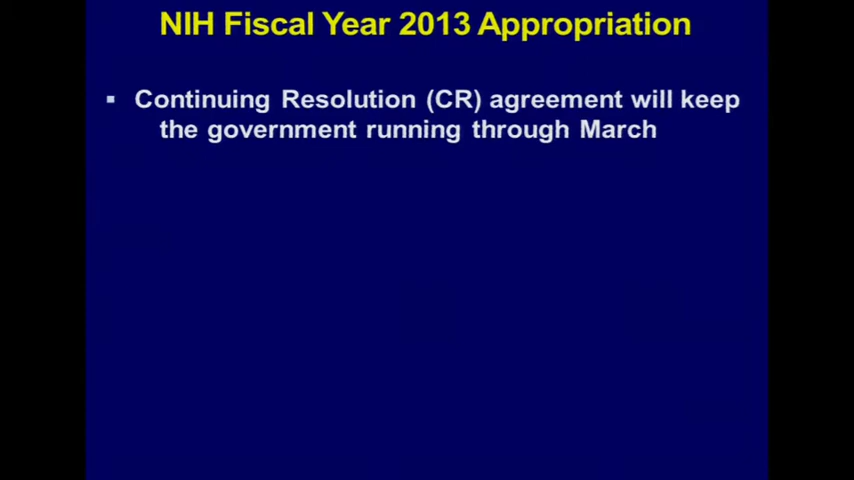 NIH Fiscal Year 2013 Appropriation
▪ Continuing Resolution (CR) agreement will keep
the government running through March